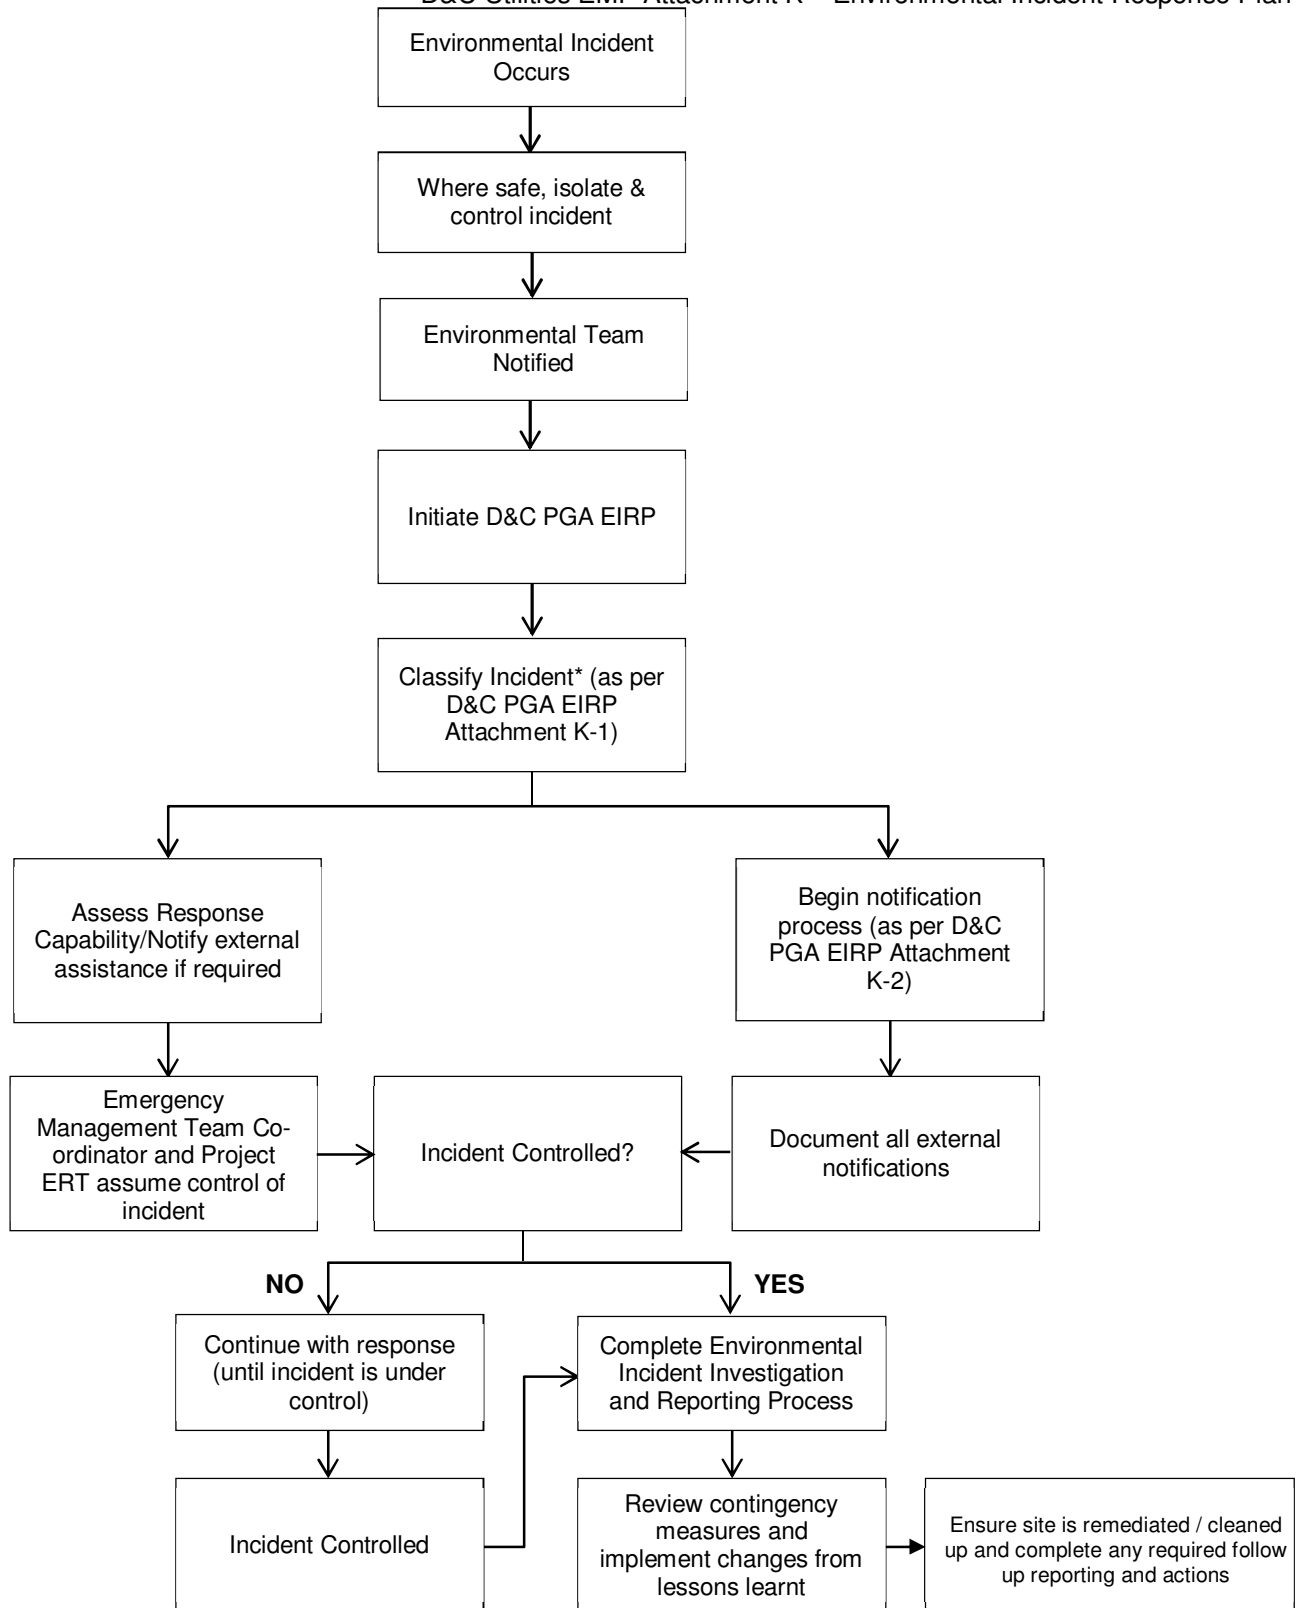 D&C Utilities EMP Attachment K – Environmental Incident Response Plan
Environmental Incident
Occurs
Where safe, isolate &
control incident
Environmental Team
Notified
Initiate D&C PGA EIRP
Classify Incident* (as per
D&C PGA EIRP
Attachment K-1)
Assess Response
Capability/Notify external
assistance if required
Begin notification
process (as per D&C
PGA EIRP Attachment
K-2)
Emergency
Management Team Co-
ordinator and Project
ERT assume control of
incident
Incident Controlled?
Document all external
notifications
NO
YES
Continue with response
(until incident is under
control)
Complete Environmental
Incident Investigation
and Reporting Process
Incident Controlled
Review contingency
measures and
implement changes from
lessons learnt
Ensure site is remediated / cleaned
up and complete any required follow
up reporting and actions